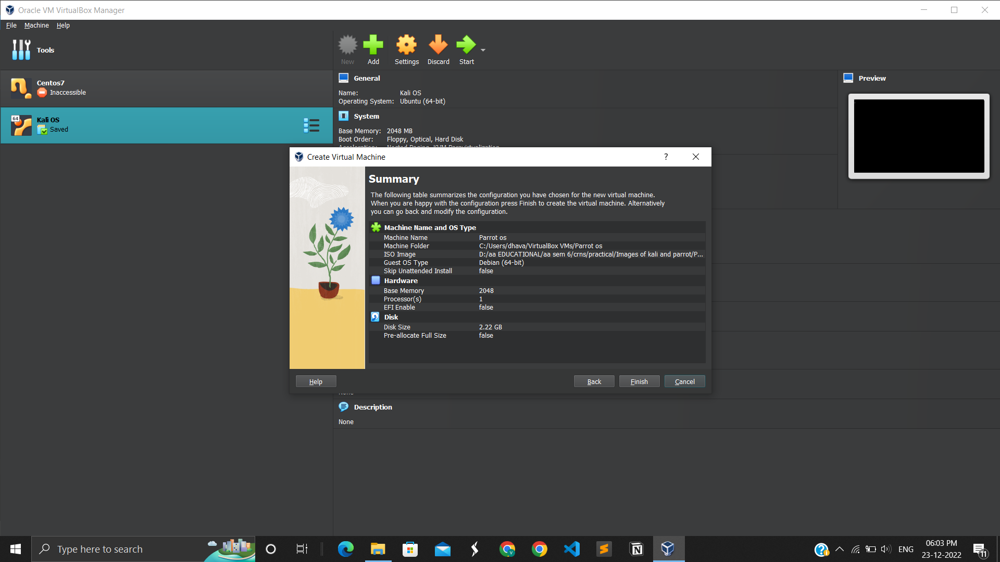 Oracle VM VirtualBox Manager
File Machine Help
Tools
New Add Settings Discard Start
Centos7
Inaccessible
64
Kali OS
Saved
General
Name: Kali OS
Operating System: Ubuntu (64-bit)
System
Base Memory: 2048 MB
Boot Order: Floppy, Optical, Hard Disk
Acceleration: Nested Paging, KVM Paravirtualization
Preview
Create Virtual Machine
?
Summary
The following table summarizes the configuration you have chosen for the new virtual machine.
When you are happy with the configuration press Finish to create the virtual machine. Alternatively
you can go back and modify the configuration.
Machine Name and OS Type
Machine Name Parrot os
Machine Folder C:/Users/dhava/VirtualBox VMs/Parrot os
ISO Image D:/aa EDUCATIONAL/aa sem 6/crns/practical/Images of kali and parrot/P...
Guest OS Type Debian (64-bit)
Skip Unattended Install false
Hardware
Base Memory 2048
Processor(s) 1
EFI Enable false
Disk
Disk Size 2.22 GB
Pre-allocate Full Size false
Help Back Finish Cancel
None
Description
None
Type here to search
ENG
06:03 PM
23-12-2022
11